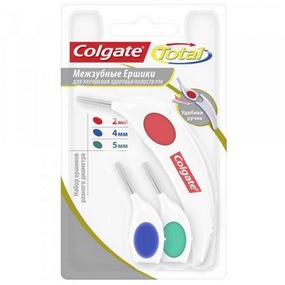 Colgate Total
Межзубные Ёршики
ДЛЯ УЛУЧШЕНИЯ ЗДОРОВЬЯ ПОЛОСТИ РТА
2 мм
4 мм
5 мм
Удобная
ручка
Colgate
Набор ершиков
разного диаметра